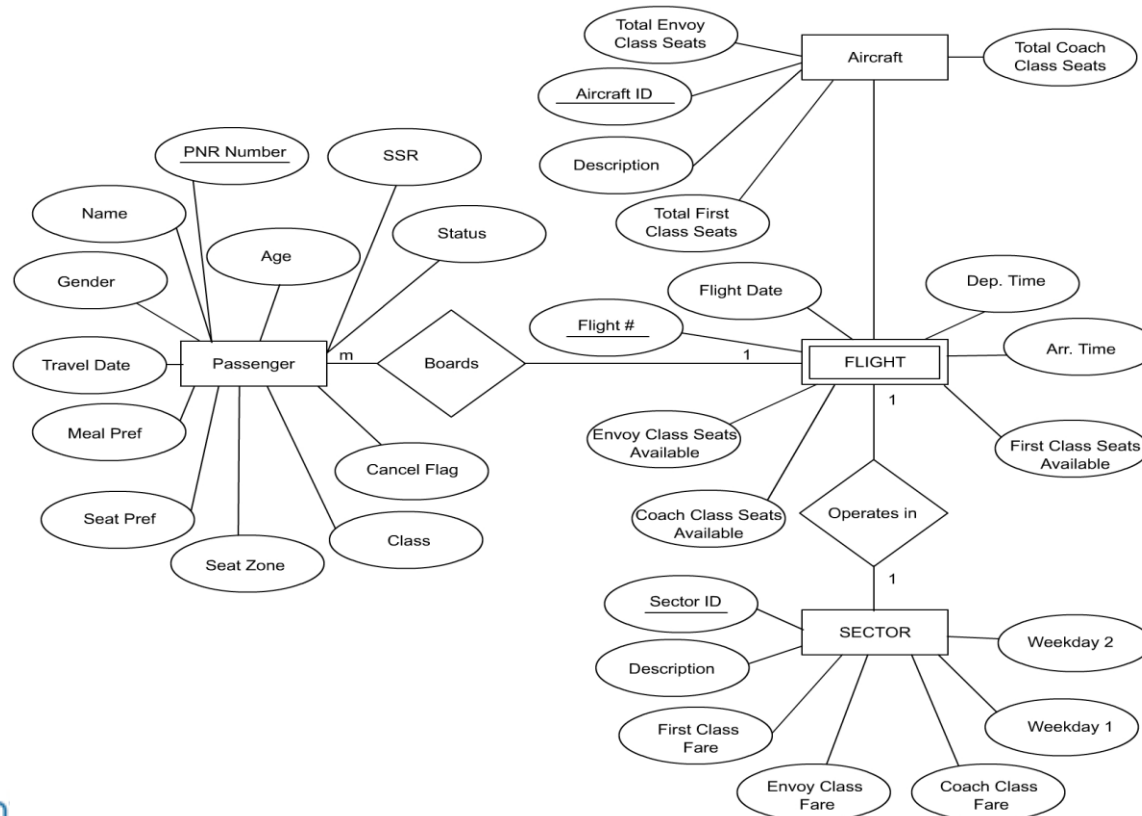 Total Envoy
Class Seats
Aircraft
Total Coach
Class Seats
Aircraft ID
Description
Total First
Class Seats
PNR Number
SSR
Name
Age
Status
Gender
Travel Date
Passenger
m
Boards
1
Meal Pref
Seat Pref
Seat Zone
Class
Cancel Flag
Flight Date
Dep. Time
Flight #
Arr. Time
FLIGHT
1
Envoy Class Seats
Available
First Class Seats
Available
Coach Class Seats
Available
Operates in
1
Sector ID
SECTOR
Weekday 2
Description
First Class
Fare
Weekday 1
Envoy Class
Fare
Coach Class
Fare